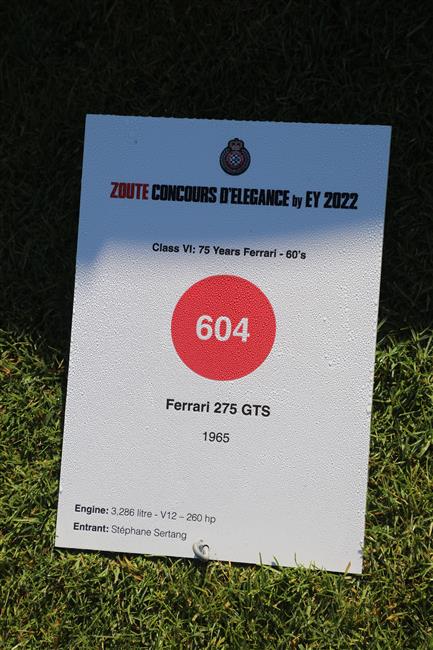 ZOUTE CONCOURS D'ELEGANCE by EY 2022
Class VI: 75 Years Ferrari - 60's
604
Ferrari 275 GTS
1965
Engine: 3,286 litre - V12 – 260 hp
Entrant: Stéphane Sertang